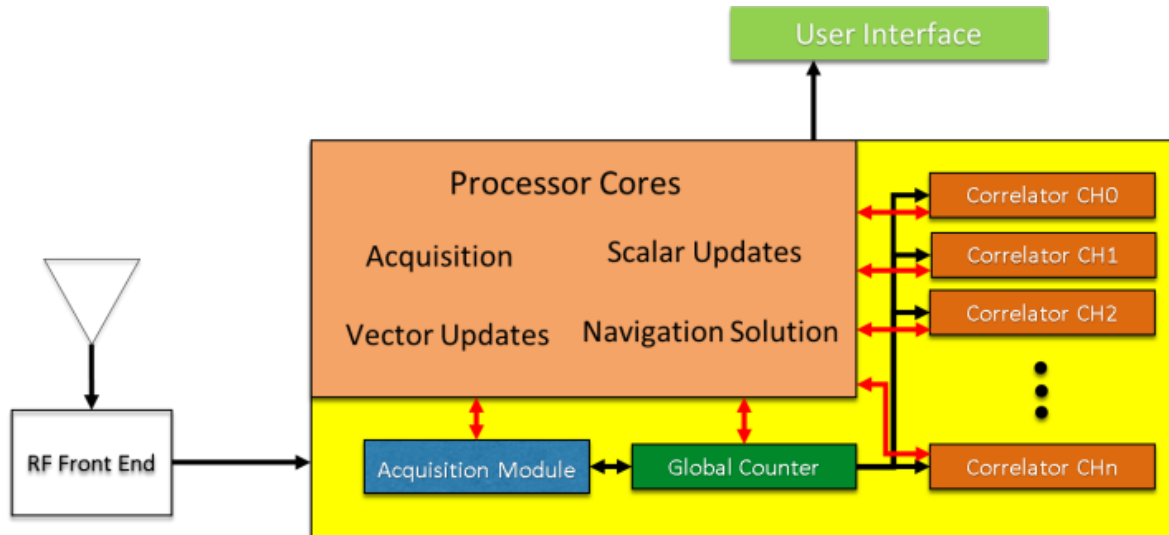 User Interface
Processor Cores
Acquisition
Scalar Updates
Vector Updates
Navigation Solution
Correlator CH0
Correlator CH1
Correlator CH2
Correlator CHn
RF Front End
Acquisition Module
Global Counter